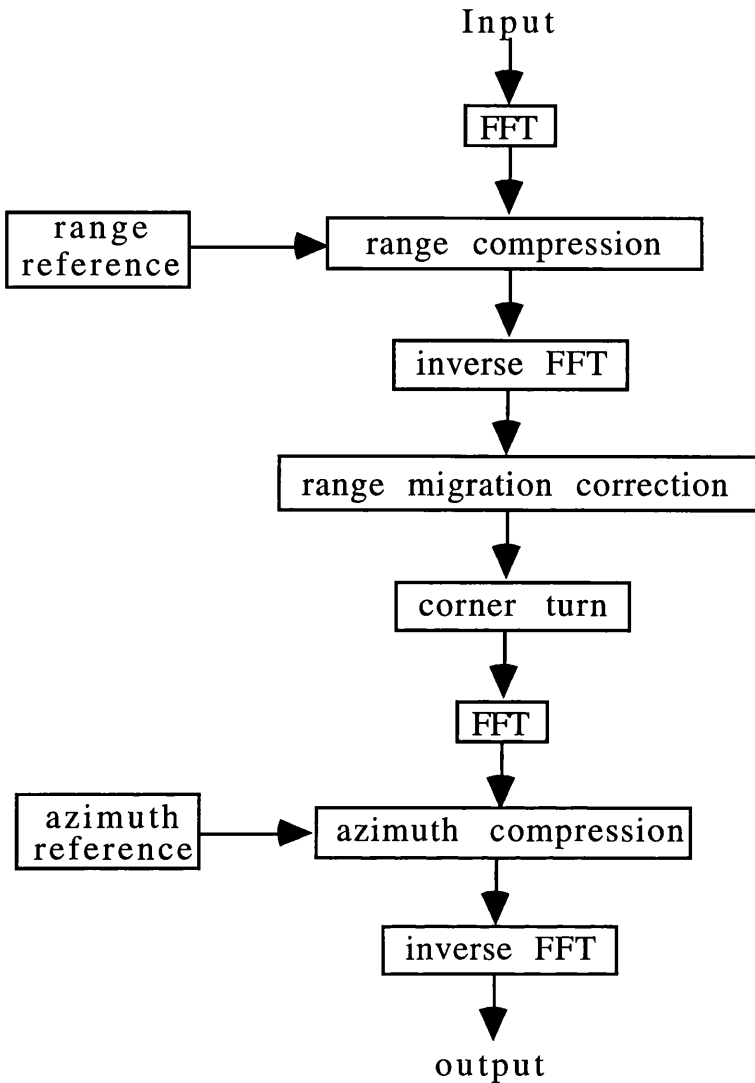 Input
FFT
range
reference
range compression
inverse FFT
range migration correction
corner turn
FFT
azimuth
reference
azimuth compression
inverse FFT
output